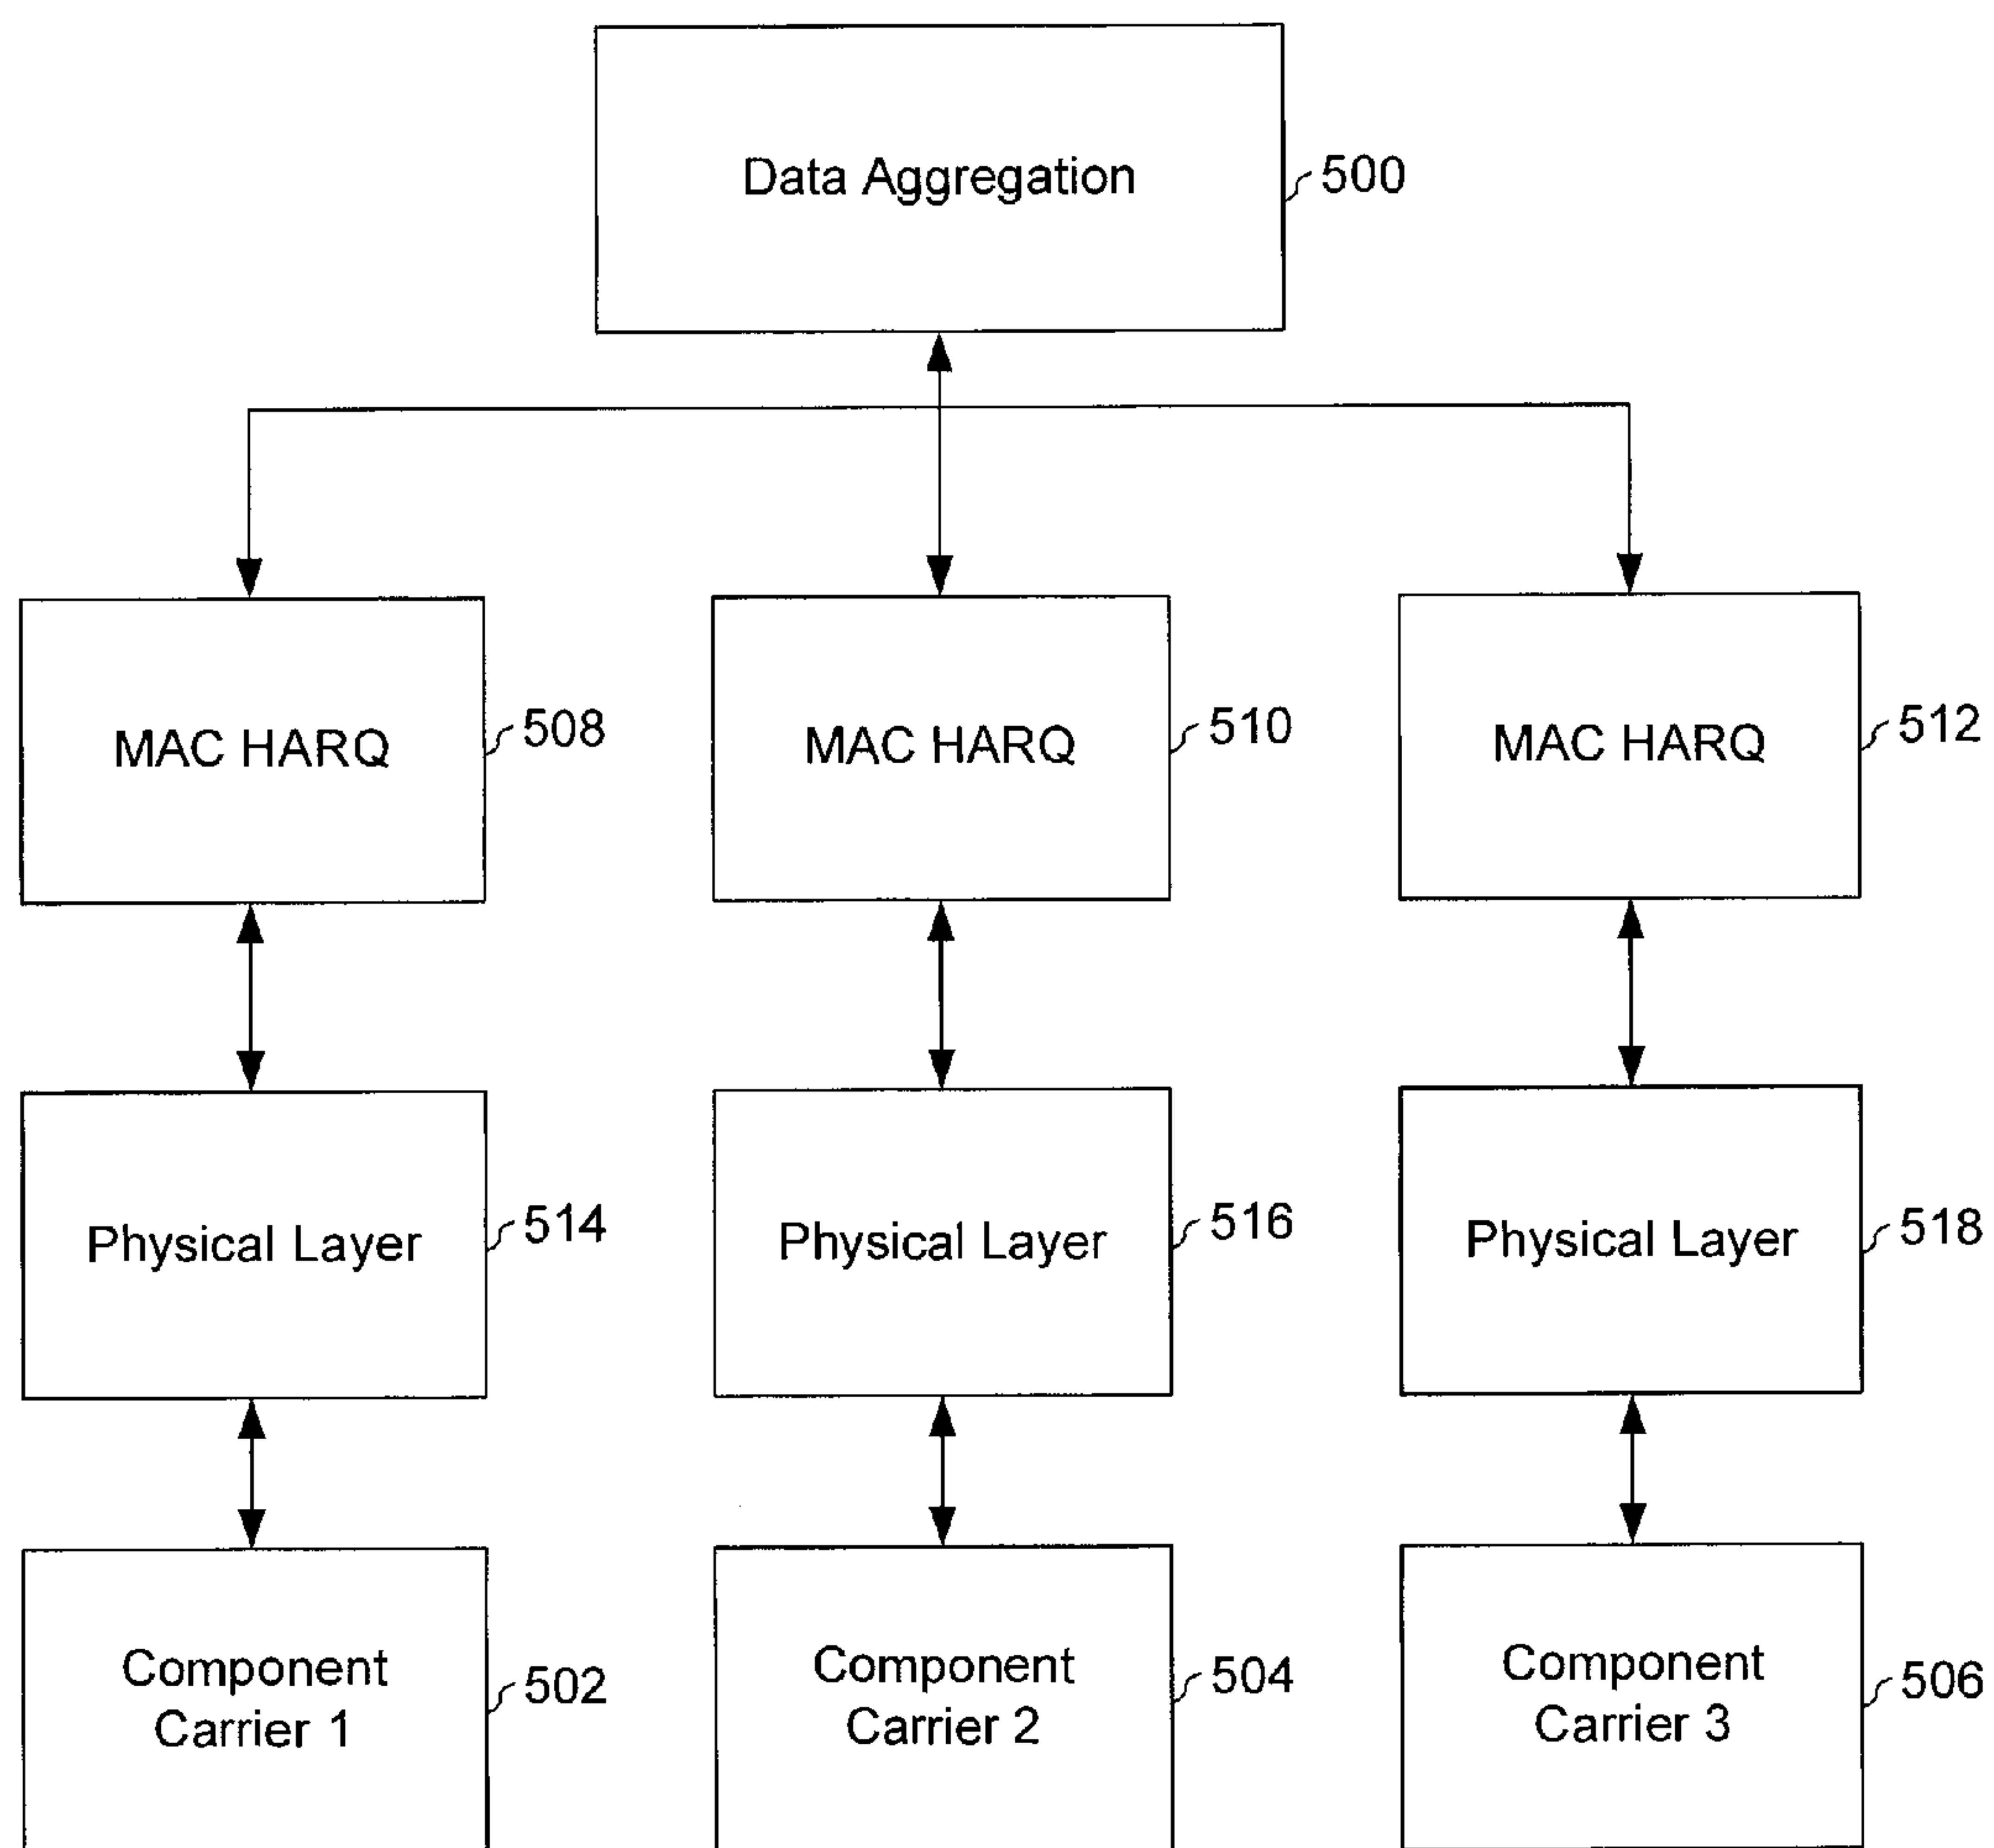 Data Aggregation
500
MAC HARQ
508
MAC HARQ
510
MAC HARQ
512
Physical Layer
514
Physical Layer
516
Physical Layer
518
Component
Carrier 1
502
Component
Carrier 2
504
Component
Carrier 3
506